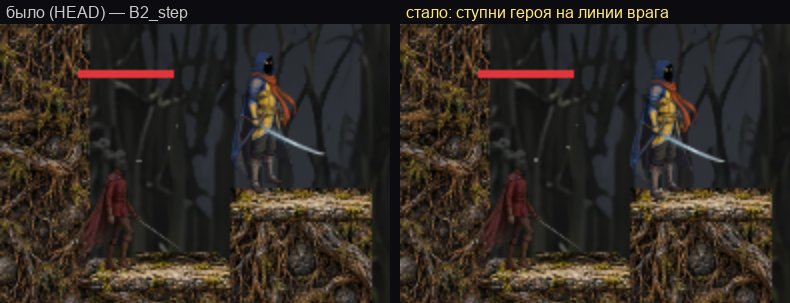 было (HEAD) — B2_step
стало: ступни героя на линии врага